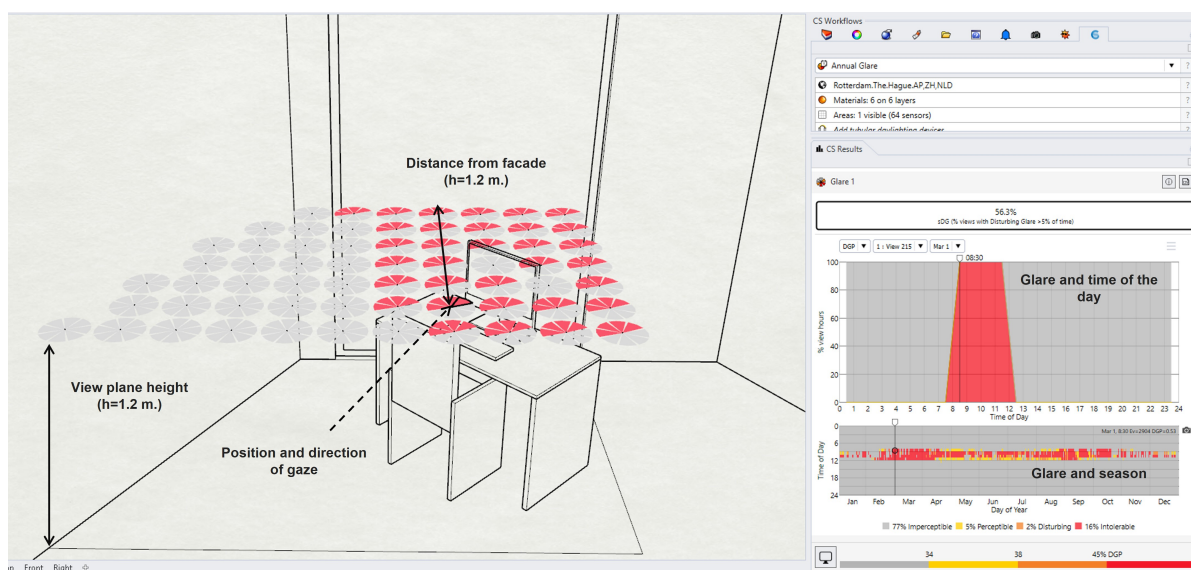 Distance from facade
(h=1.2 m.)
View plane height
(h=1.2 m.)
Position and direction
of gaze
Front Right
CS Workflows
Annual Glare
Rotterdam.The.Hague.AP,ZH,NLD
Materials: 6 on 6 layers
Areas: 1 visible (64 sensors)
Add tubular daylighting devices
CS Results
Glare 1
56.3%
sDG (% views with Disturbing Glare >5% of time)
DGP 1 : View 215 Mar 1
08:30
Glare and time of the
day
% view hours
100
80
60
40
20
0
0 1 2 3 4 5 6 7 8 9 10 11 12 13 14 15 16 17 18 19 20 21 22 23
Time of Day
Mar 1, 8:30 Ev=2904 DGP=0.53
Time of Day
0
6
12
18
24
Glare and season
Jan Feb Mar Apr May Jun Jul Aug Sep Oct Nov Dec
Day of Year
77% Imperceptible 5% Perceptible 2% Disturbing 16% Intolerable
34 38 45% DGP